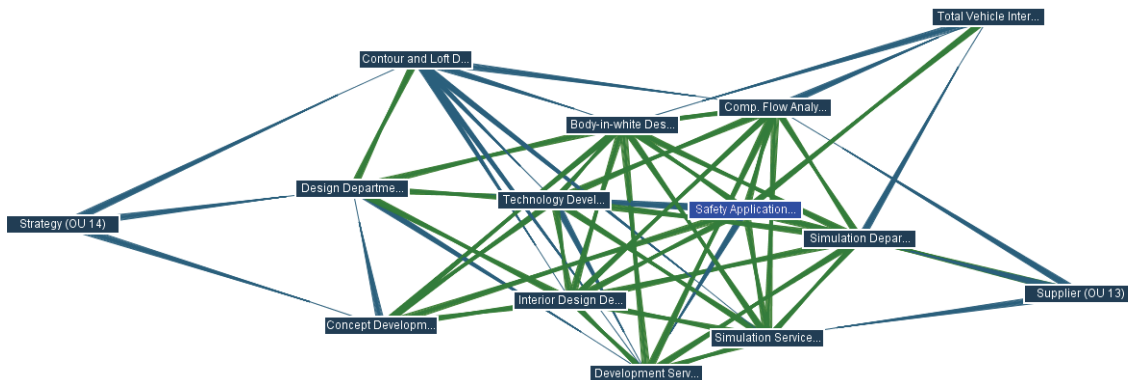 Total Vehicle Inter...
Contour and Loft D...
Comp. Flow Analy...
Body-in-white Des...
Design Departme...
Technology Devel...
Safety Application...
Strategy (OU 14)
Simulation Depar...
Supplier (OU 13)
Interior Design De...
Concept Developm...
Simulation Service...
Development Serv...